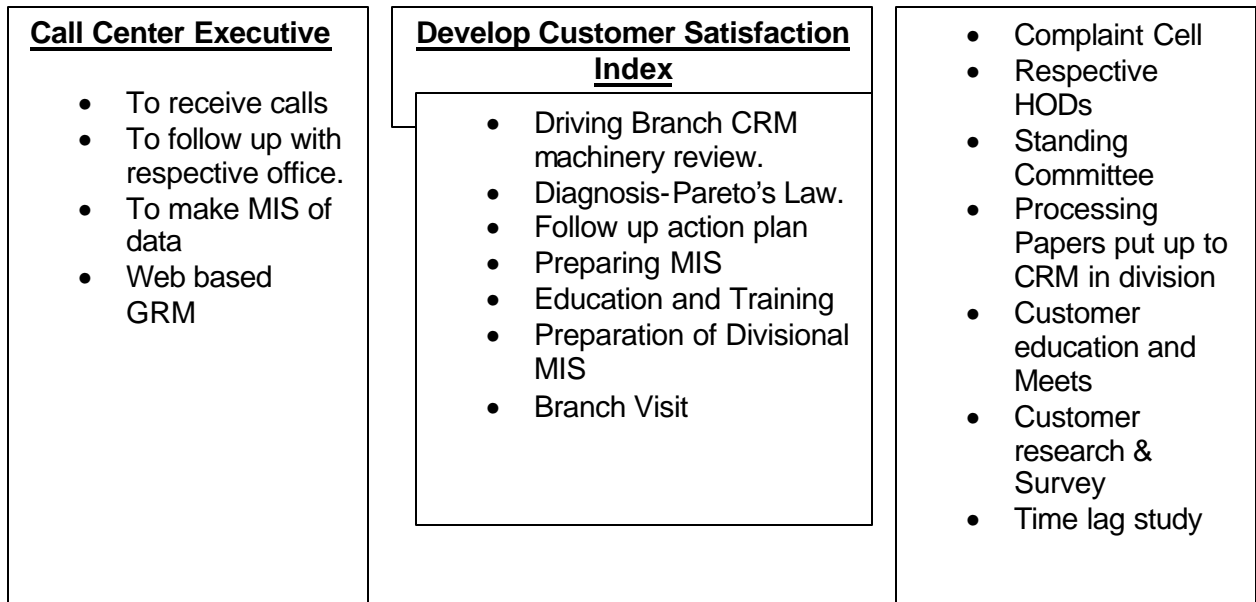 Call Center Executive
• To receive calls
• To follow up with
respective office.
• To make MIS of
data
• Web based
GRM
Develop Customer Satisfaction
Index
• Driving Branch CRM
machinery review.
• Diagnosis-Pareto's Law.
• Follow up action plan
• Preparing MIS
• Education and Training
• Preparation of Divisional
MIS
• Branch Visit
• Complaint Cell
• Respective
HODs
• Standing
Committee
• Processing
Papers put up to
CRM in division
• Customer
education and
Meets
• Customer
research &
Survey
• Time lag study